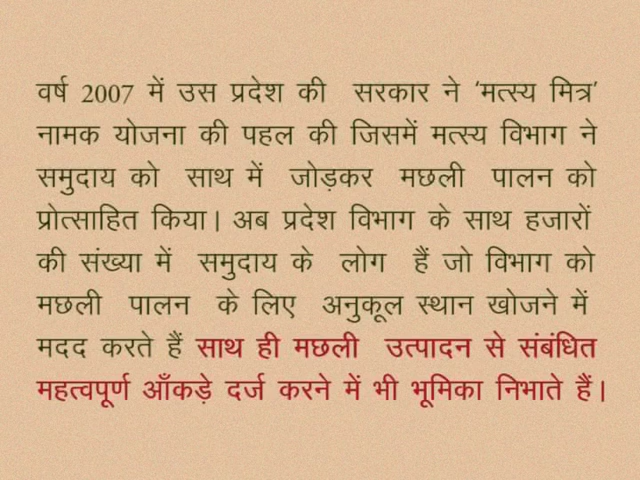 वर्ष 2007 में उस प्रदेश की सरकार ने 'मत्स्य मित्र'
नामक योजना की पहल की जिसमें मत्स्य विभाग ने
समुदाय को साथ में जोड़कर मछली पालन को
प्रोत्साहित किया। अब प्रदेश विभाग के साथ हजारों
की संख्या में समुदाय के लोग हैं जो विभाग को
मछली पालन के लिए अनुकूल स्थान खोजने में
मदद करते हैं साथ ही मछली उत्पादन से संबंधित
महत्वपूर्ण आँकड़े दर्ज करने में भी भूमिका निभाते हैं।